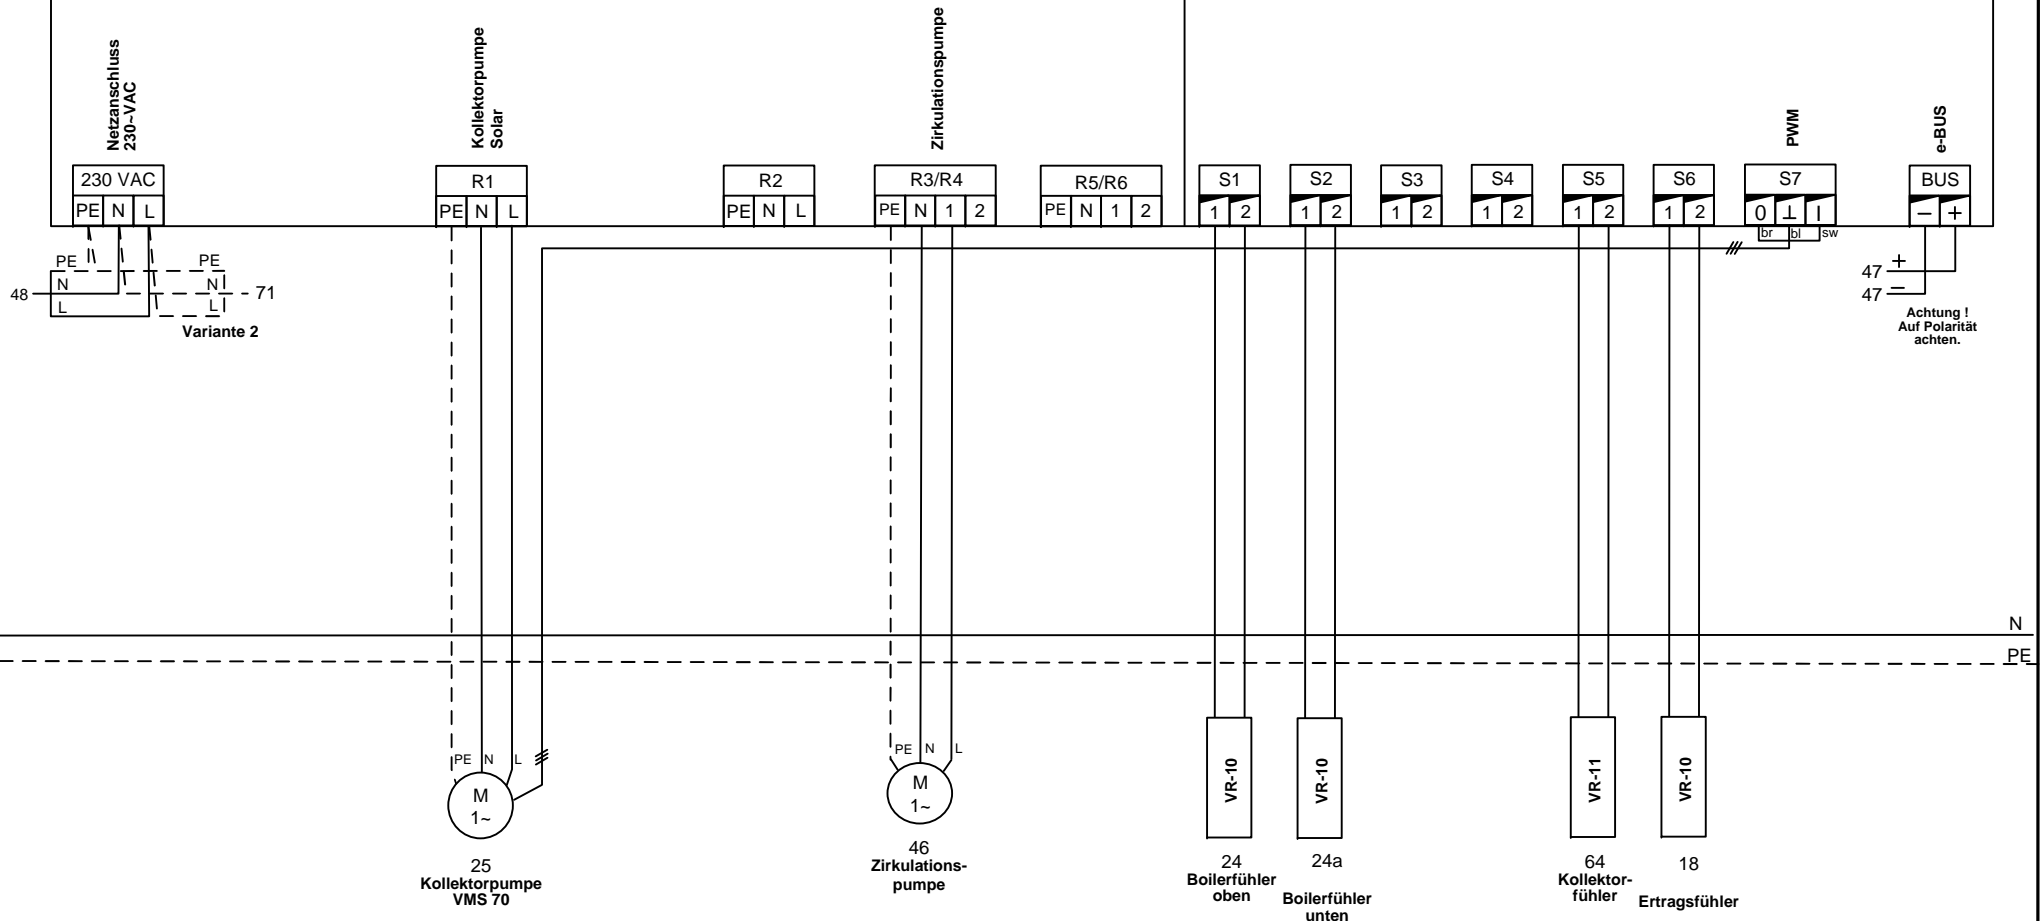 Netzanschluss
230~VAC
Kollektorpumpe
Solar
Zirkulationspumpe
PWM
e-BUS
230 VAC
R1
R2
R3/R4
R5/R6
S1
S2
S3
S4
S5
S6
S7
BUS
PE N L
PE N L
PE N L
PE N 1 2
PE N 1 2
1 2
1 2
1 2
1 2
1 2
1 2
0 ⊥ I
− +
br bl sw
PE PE
48 N N 71
L L
Variante 2
47 +
47 −
Achtung !
Auf Polarität
achten.
N
PE
PE N L
M
1~
25
Kollektorpumpe
VMS 70
PE N L
M
1~
46
Zirkulations-
pumpe
VR-10
24
Boilerfühler
oben
VR-10
24a
Boilerfühler
unten
VR-11
64
Kollektor-
fühler
VR-10
18
Ertragsfühler